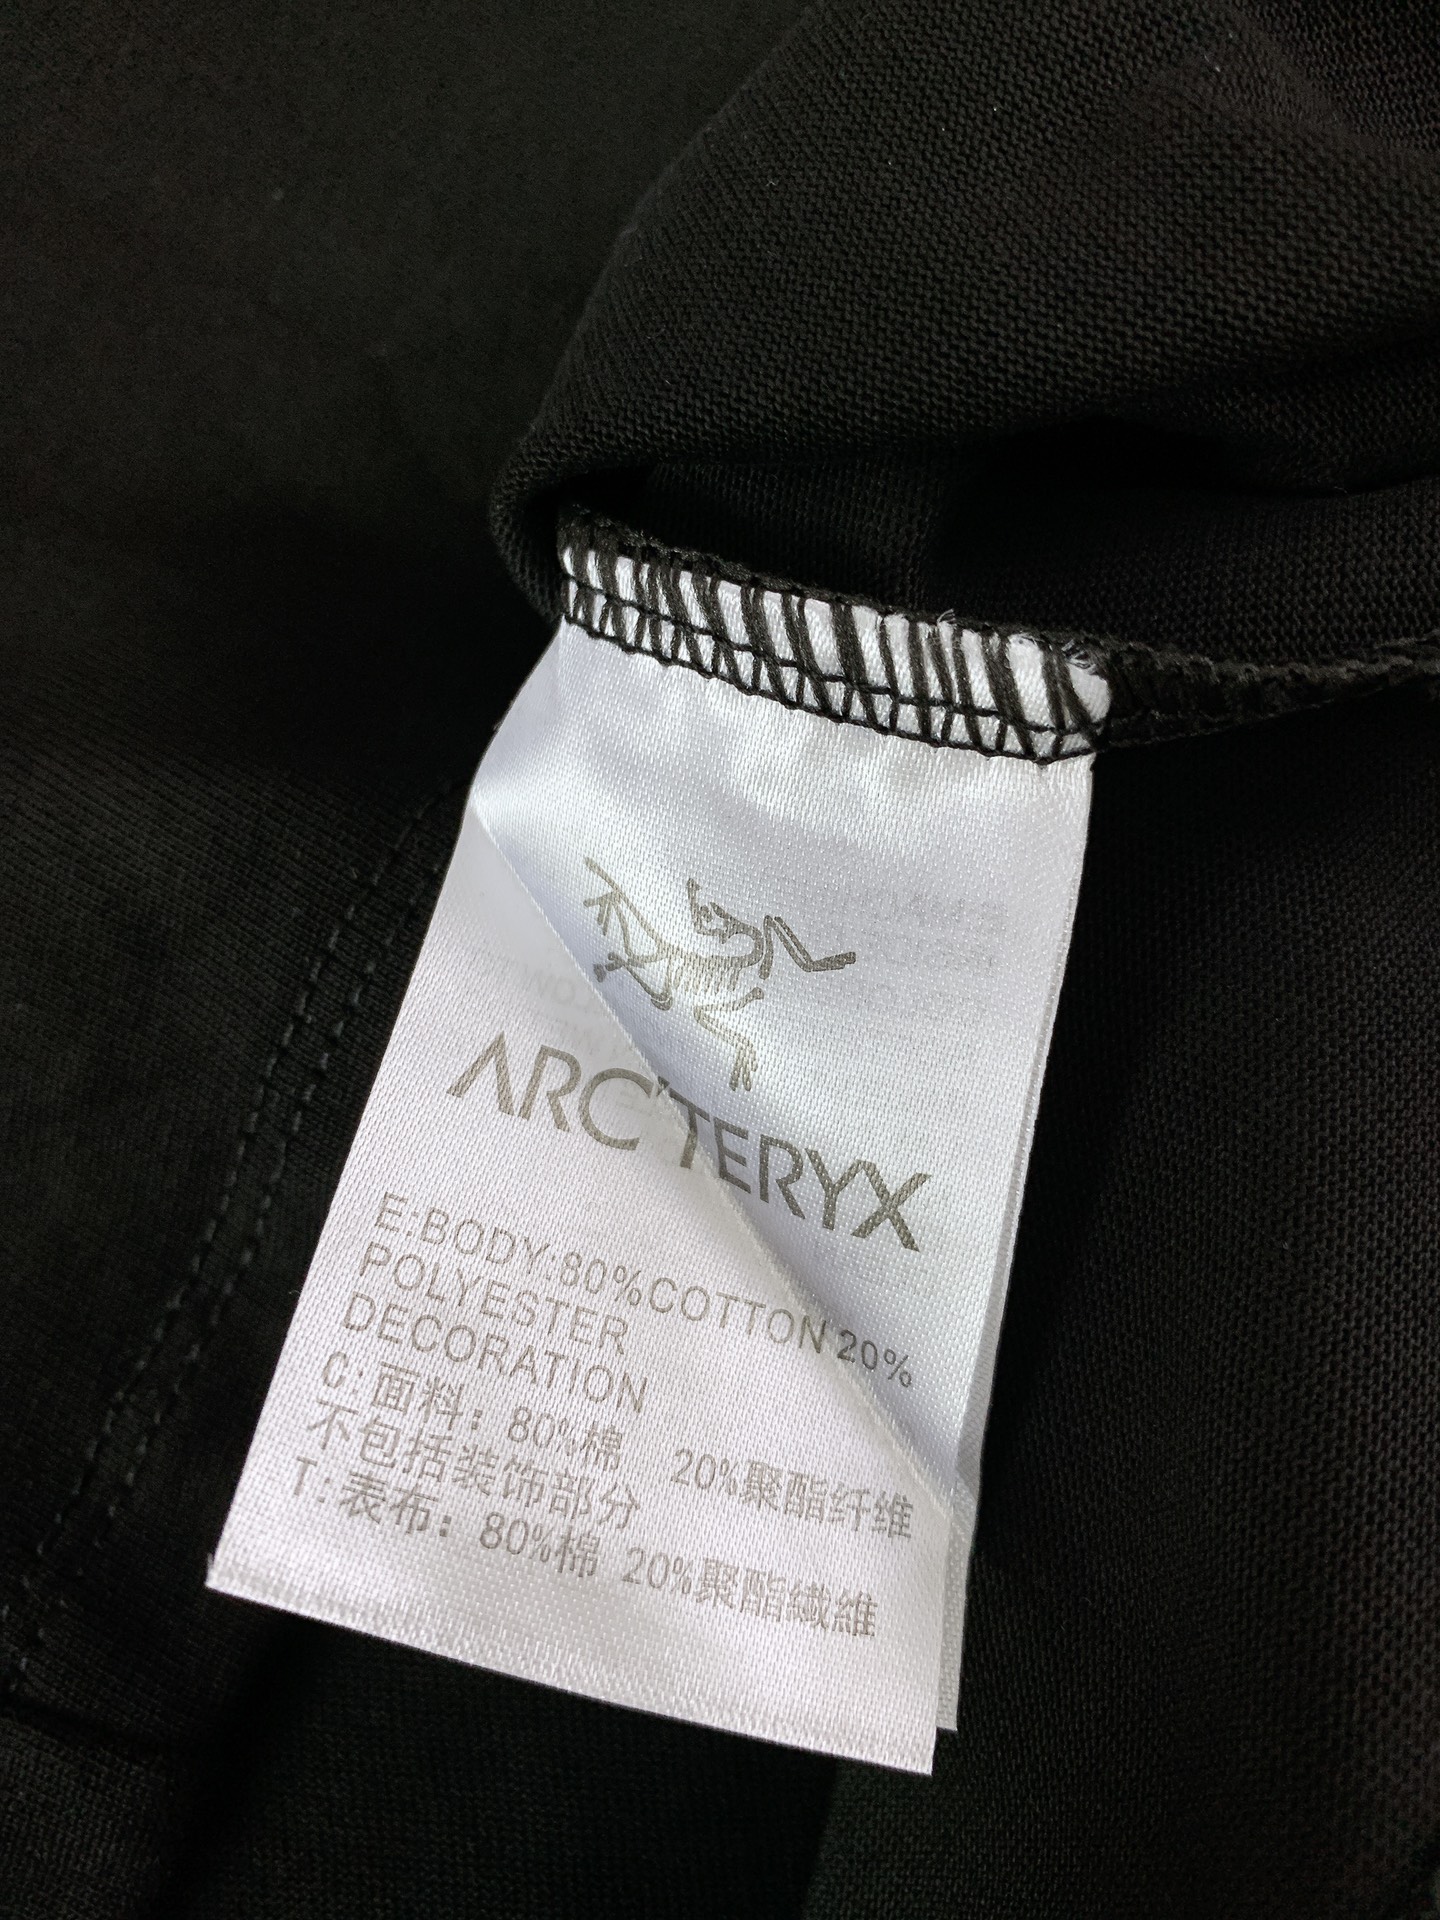 ARC'TERYX
E:BODY:80%COTTON 20%
POLYESTER
DECORATION
C:面料：80%棉 20%聚酯纤维
不包括装饰部分
T:表布：80%棉 20%聚酯纖維